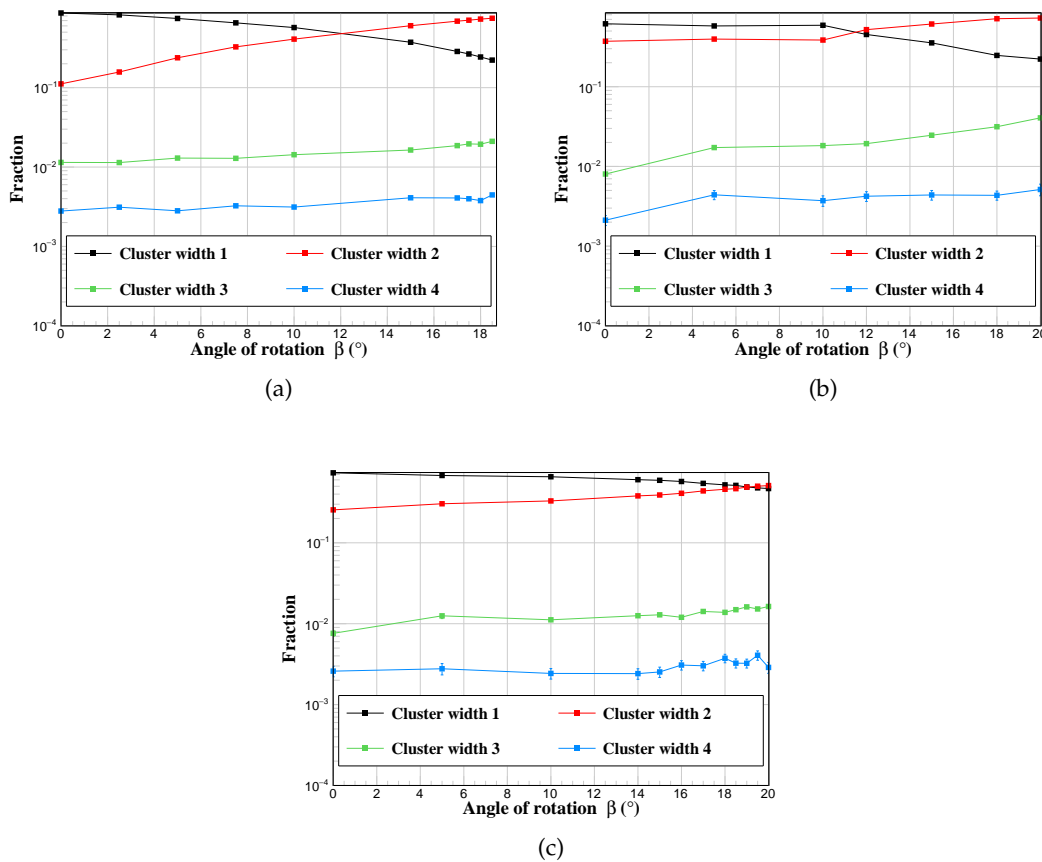 10⁻¹
10⁻²
10⁻³
10⁻⁴
Fraction
Cluster width 1
Cluster width 2
Cluster width 3
Cluster width 4
0 2 4 6 8 10 12 14 16 18
Angle of rotation β (°)
(a)
10⁻¹
10⁻²
10⁻³
10⁻⁴
Fraction
Cluster width 1
Cluster width 2
Cluster width 3
Cluster width 4
0 2 4 6 8 10 12 14 16 18 20
Angle of rotation β (°)
(b)
10⁻¹
10⁻²
10⁻³
10⁻⁴
Fraction
Cluster width 1
Cluster width 2
Cluster width 3
Cluster width 4
0 2 4 6 8 10 12 14 16 18 20
Angle of rotation β (°)
(c)